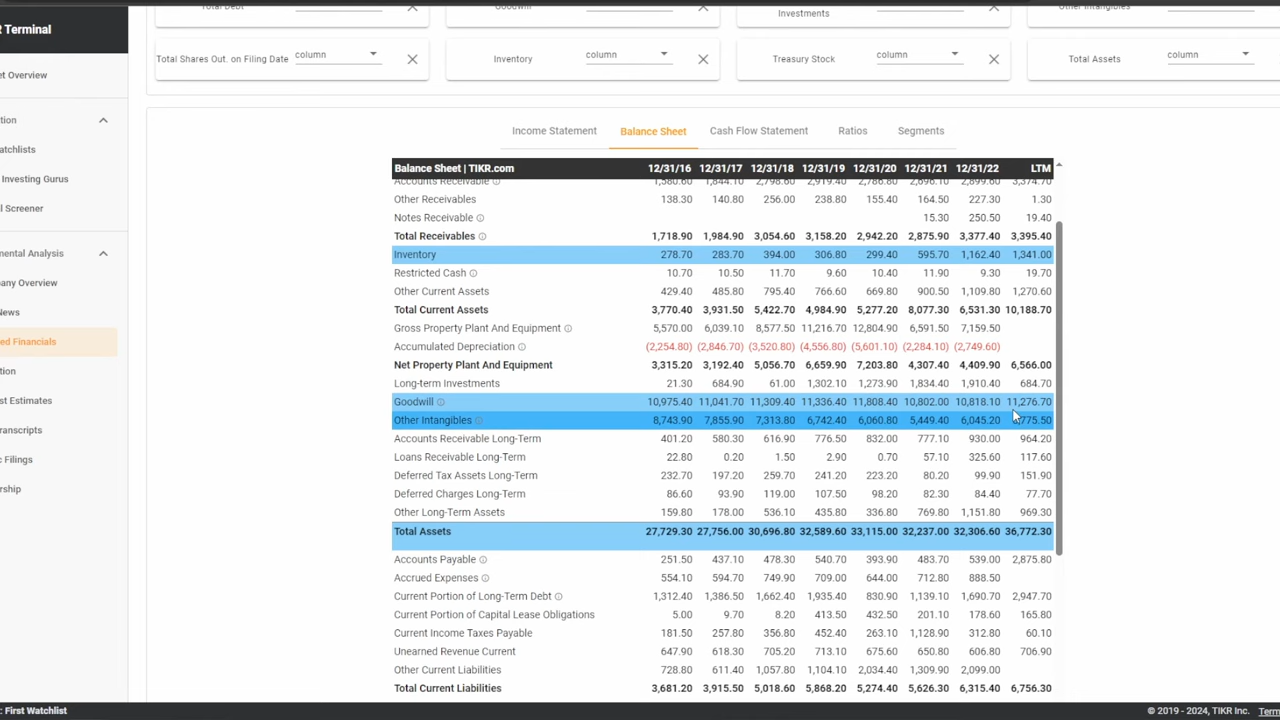 Total Debt Goodwill Investments Other Intangibles
Total Shares Out. on Filing Date column Inventory column Treasury Stock column Total Assets column
R Terminal
et Overview
tion
atchlists
Investing Gurus
l Screener
mental Analysis
any Overview
News
ed Financials
tion
st Estimates
ranscripts
c Filings
rship
Income Statement Balance Sheet Cash Flow Statement Ratios Segments
Balance Sheet | TIKR.com 12/31/16 12/31/17 12/31/18 12/31/19 12/31/20 12/31/21 12/31/22 LTM
Accounts Receivable 1,580.60 1,844.10 2,798.60 2,919.40 2,786.80 2,696.10 2,899.60 3,374.70
Other Receivables 138.30 140.80 256.00 238.80 155.40 164.50 227.30 1.30
Notes Receivable 15.30 250.50 19.40
Total Receivables 1,718.90 1,984.90 3,054.60 3,158.20 2,942.20 2,875.90 3,377.40 3,395.40
Inventory 278.70 283.70 394.00 306.80 299.40 595.70 1,162.40 1,341.00
Restricted Cash 10.70 10.50 11.70 9.60 10.40 11.90 9.30 19.70
Other Current Assets 429.40 485.80 795.40 766.60 669.80 900.50 1,109.80 1,270.60
Total Current Assets 3,770.40 3,931.50 5,422.70 4,984.90 5,277.20 8,077.30 6,531.30 10,188.70
Gross Property Plant And Equipment 5,570.00 6,039.10 8,577.50 11,216.70 12,804.90 6,591.50 7,159.50
Accumulated Depreciation (2,254.80) (2,846.70) (3,520.80) (4,556.80) (5,601.10) (2,284.10) (2,749.60)
Net Property Plant And Equipment 3,315.20 3,192.40 5,056.70 6,659.90 7,203.80 4,307.40 4,409.90 6,566.00
Long-term Investments 21.30 684.90 61.00 1,302.10 1,273.90 1,834.40 1,910.40 684.70
Goodwill 10,975.40 11,041.70 11,309.40 11,336.40 11,808.40 10,802.00 10,818.10 11,276.70
Other Intangibles 8,743.90 7,855.90 7,313.80 6,742.40 6,060.80 5,449.40 6,045.20 775.50
Accounts Receivable Long-Term 401.20 580.30 616.90 776.50 832.00 777.10 930.00 964.20
Loans Receivable Long-Term 22.80 0.20 1.50 2.90 0.70 57.10 325.60 117.60
Deferred Tax Assets Long-Term 232.70 197.20 259.70 241.20 223.20 80.20 99.90 151.90
Deferred Charges Long-Term 86.60 93.90 119.00 107.50 98.20 82.30 84.40 77.70
Other Long-Term Assets 159.80 178.00 536.10 435.80 336.80 769.80 1,151.80 969.30
Total Assets 27,729.30 27,756.00 30,696.80 32,589.60 33,115.00 32,237.00 32,306.60 36,772.30
Accounts Payable 251.50 437.10 478.30 540.70 393.90 483.70 539.00 2,875.80
Accrued Expenses 554.10 594.70 749.90 709.00 644.00 712.80 888.50
Current Portion of Long-Term Debt 1,312.40 1,386.50 1,662.40 1,935.40 830.90 1,139.10 1,690.70 2,947.70
Current Portion of Capital Lease Obligations 5.00 9.70 8.20 413.50 432.50 201.10 178.60 165.80
Current Income Taxes Payable 181.50 257.80 356.80 452.40 263.10 1,128.90 312.80 60.10
Unearned Revenue Current 647.90 618.30 705.20 713.10 675.60 650.80 606.80 706.90
Other Current Liabilities 728.80 611.40 1,057.80 1,104.10 2,034.40 1,309.90 2,099.00
Total Current Liabilities 3,681.20 3,915.50 5,018.60 5,868.20 5,274.40 5,626.30 6,315.40 6,756.30
: First Watchlist © 2019 - 2024, TIKR Inc. Term